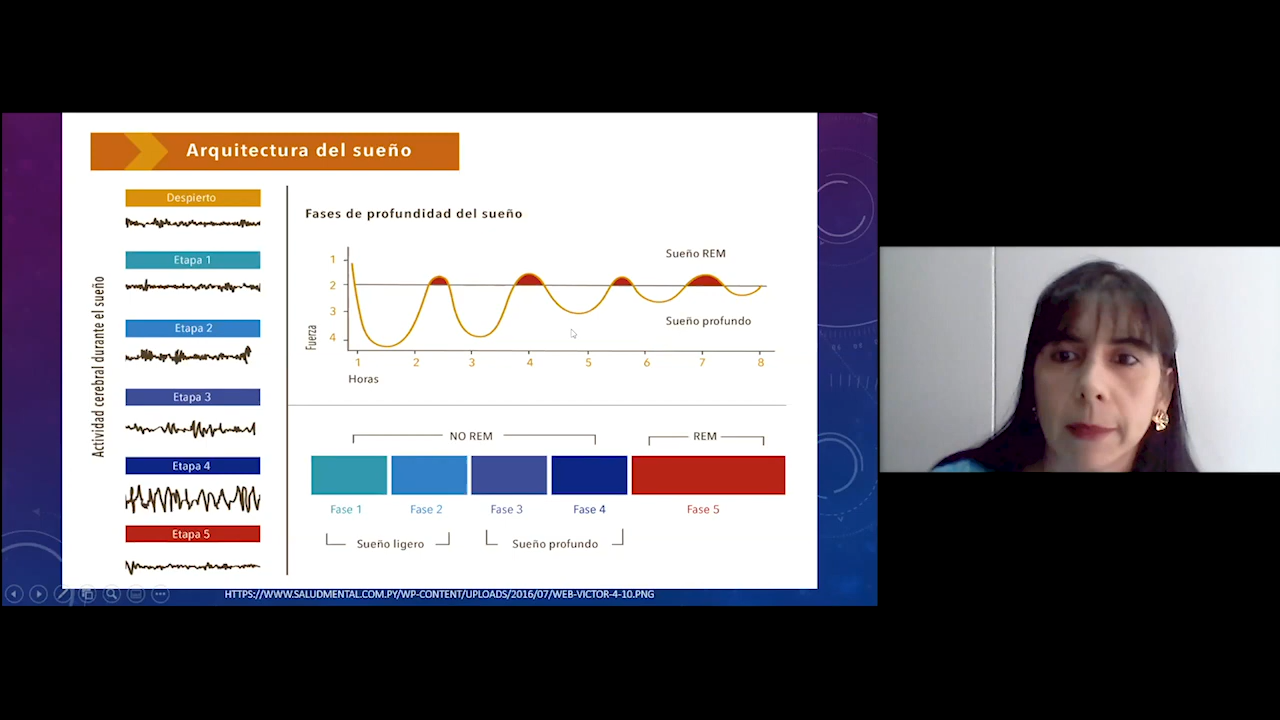 Arquitectura del sueño
Actividad cerebral durante el sueño
Despierto
Etapa 1
Etapa 2
Etapa 3
Etapa 4
Etapa 5
Fases de profundidad del sueño
Fuerza
1
2
3
4
Sueño REM
Sueño profundo
1 2 3 4 5 6 7 8
Horas
NO REM REM
Fase 1 Fase 2 Fase 3 Fase 4 Fase 5
Sueño ligero Sueño profundo
HTTPS://WWW.SALUDMENTAL.COM.PY/WP-CONTENT/UPLOADS/2016/07/WEB-VICTOR-4-10.PNG